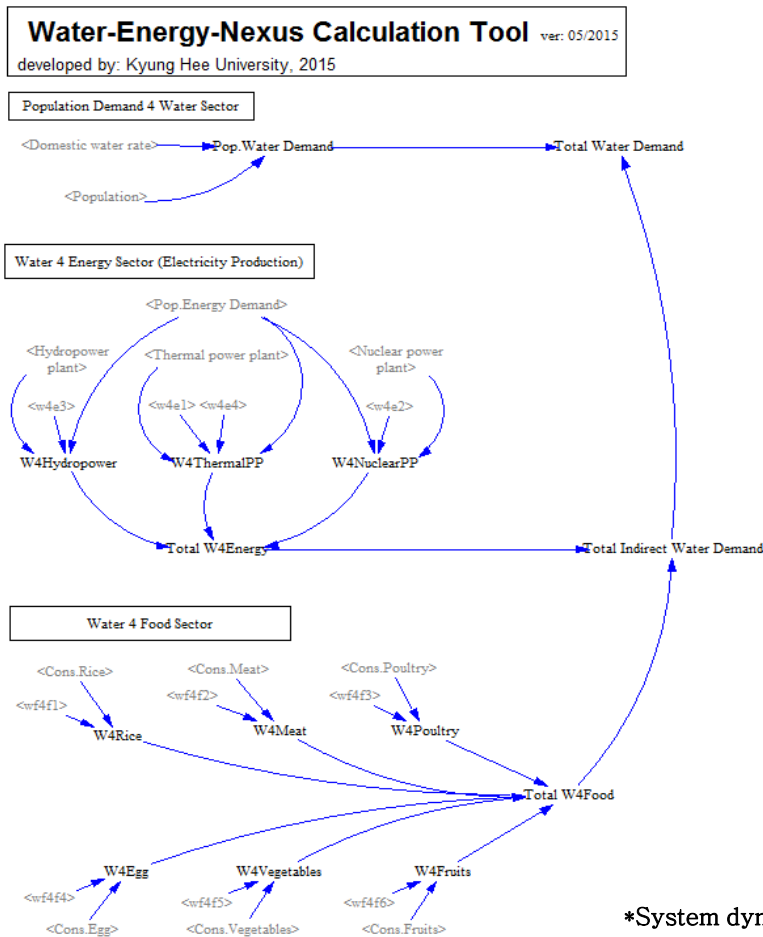 Water-Energy-Nexus Calculation Tool ver: 05/2015
developed by: Kyung Hee University, 2015
Population Demand 4 Water Sector
<Domestic water rate>
Pop.Water Demand
Total Water Demand
<Population>
Water 4 Energy Sector (Electricity Production)
<Pop.Energy Demand>
<Hydropower
plant>
<Thermal power plant>
<Nuclear power
plant>
<w4e3>
<w4e1>
<w4e4>
<w4e2>
W4Hydropower
W4ThermalPP
W4NuclearPP
Total W4Energy
Total Indirect Water Demand
Water 4 Food Sector
<Cons.Rice>
<Cons.Meat>
<Cons.Poultry>
<wf4f1>
<wf4f2>
<wf4f3>
W4Rice
W4Meat
W4Poultry
Total W4Food
W4Egg
W4Vegetables
W4Fruits
<wf4f4>
<wf4f5>
<wf4f6>
<Cons.Egg>
<Cons.Vegetables>
<Cons.Fruits>
*System dyn